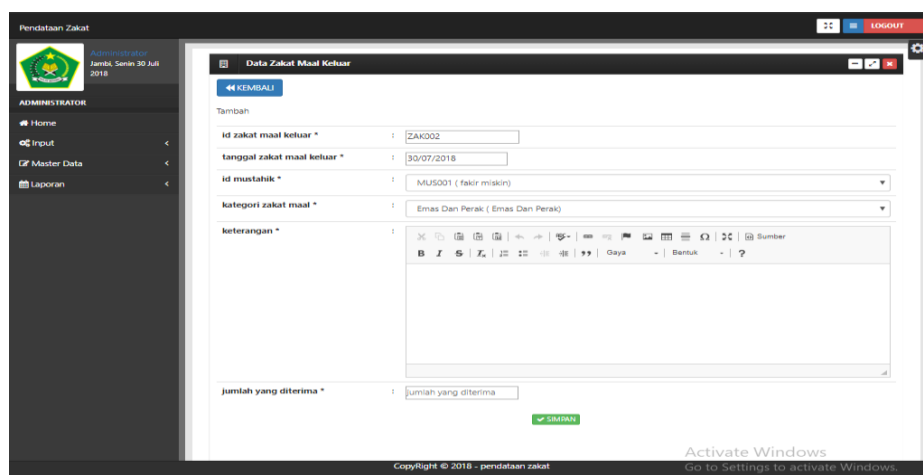 Pendataan Zakat
LOGOUT
Administrator
Jambi, Senin 30 Juli
2018
ADMINISTRATOR
Home
Input
Master Data
Laporan
Data Zakat Maal Keluar
KEMBALI
Tambah
id zakat maal keluar * : ZAK002
tanggal zakat maal keluar * : 30/07/2018
id mustahik * : MUS001 ( fakir miskin)
kategori zakat maal * : Emas Dan Perak ( Emas Dan Perak)
keterangan * :
Sumber
B I S Ix Gaya Bentuk ?
jumlah yang diterima * : jumlah yang diterima
SIMPAN
Activate Windows
Go to Settings to activate Windows.
CopyRight © 2018 - pendataan zakat